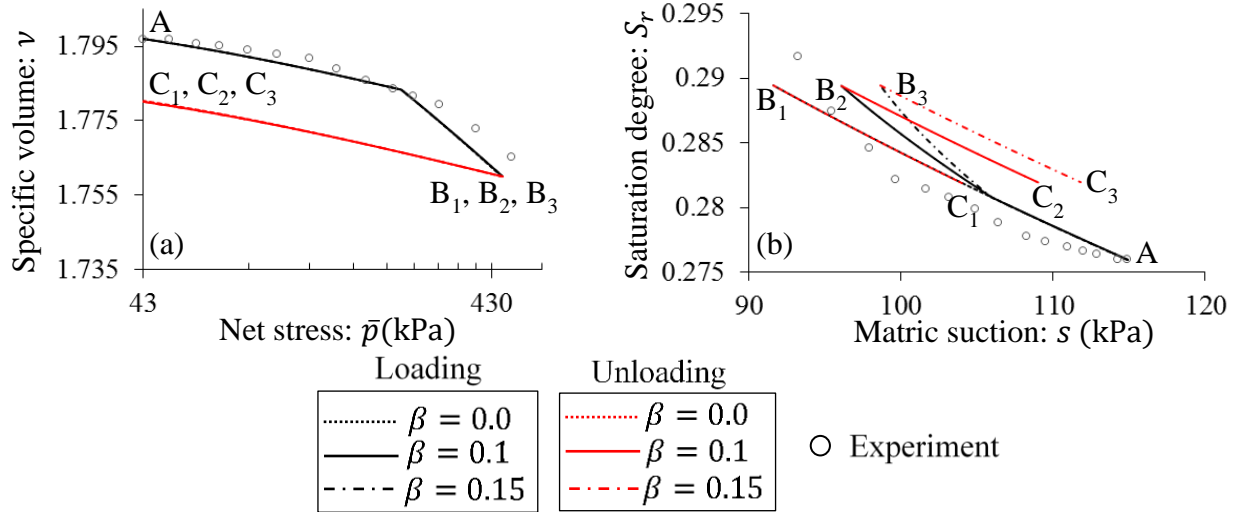 Specific volume: ν
1.795
1.775
1.755
1.735
A
C₁, C₂, C₃
B₁, B₂, B₃
(a)
43
430
Net stress: p̄(kPa)
Saturation degree: Sᵣ
0.29
0.285
0.28
0.275
B₁
B₂
B₃
C₁
C₂
C₃
A
(b)
90
100
110
120
Matric suction: s (kPa)
Loading
β = 0.0
β = 0.1
β = 0.15
Unloading
β = 0.0
β = 0.1
β = 0.15
Experiment